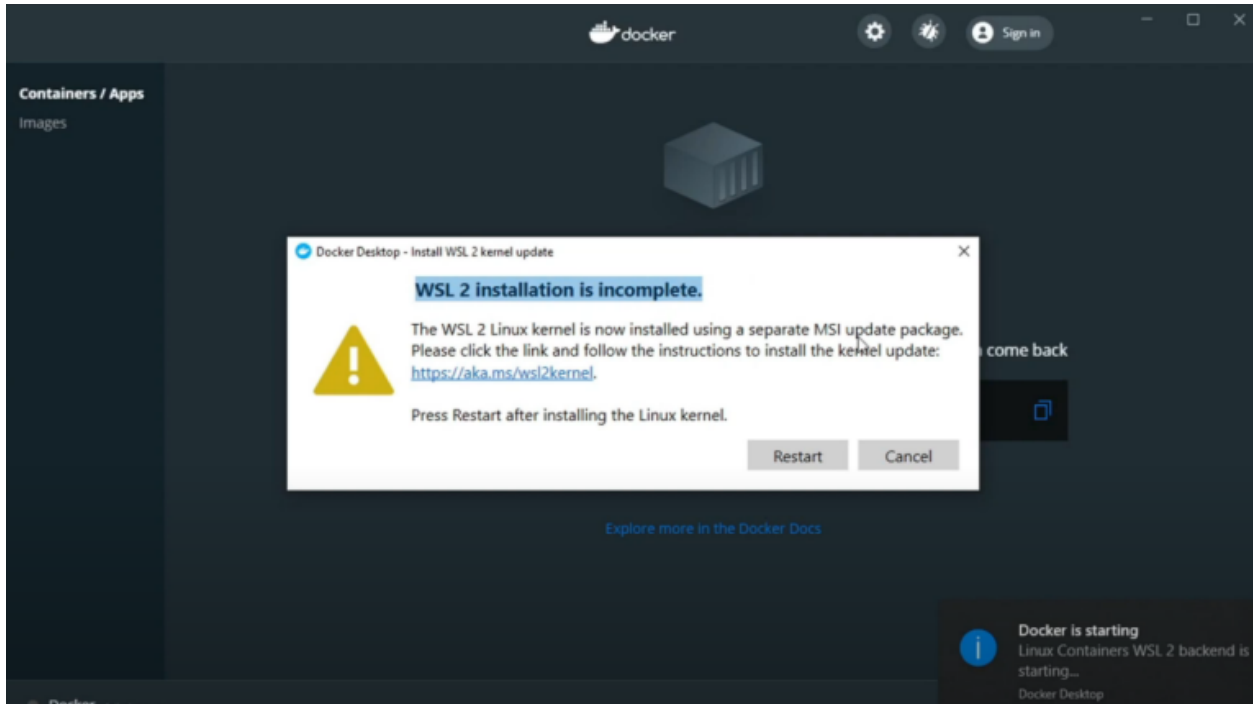 docker
Sign in
Containers / Apps
Images
Docker Desktop - Install WSL 2 kernel update
WSL 2 installation is incomplete.
The WSL 2 Linux kernel is now installed using a separate MSI update package.
Please click the link and follow the instructions to install the kernel update:
https://aka.ms/wsl2kernel.
Press Restart after installing the Linux kernel.
Restart
Cancel
come back
Explore more in the Docker Docs
Docker is starting
Linux Containers WSL 2 backend is
starting...
Docker Desktop